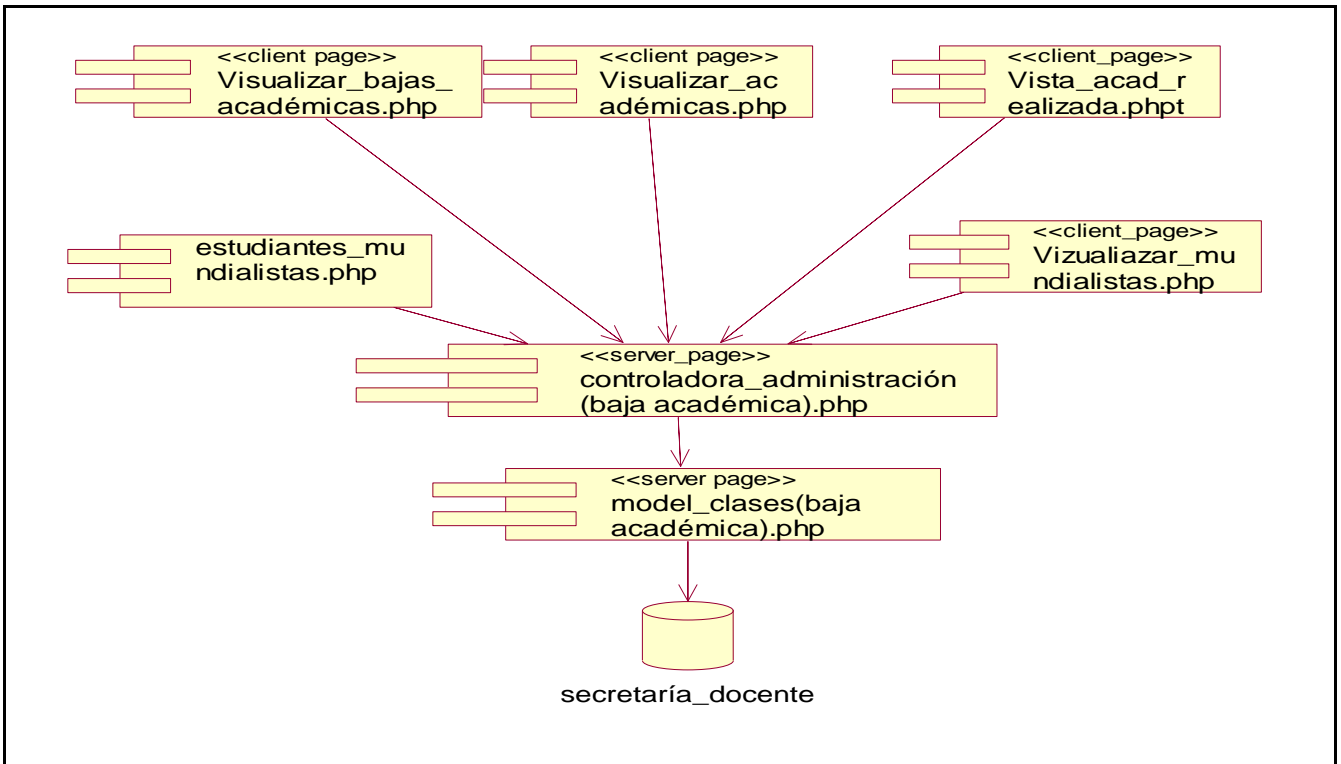 <<client page>>
Visualizar_bajas_
académicas.php
<<client page>>
Visualizar_ac
adémicas.php
<<client_page>>
Vista_acad_r
ealizada.phpt
estudiantes_mu
ndialistas.php
<<client_page>>
Vizualiazar_mu
ndialistas.php
<<server_page>>
controladora_administración
(baja académica).php
<<server page>>
model_clases(baja
académica).php
secretaría_docente